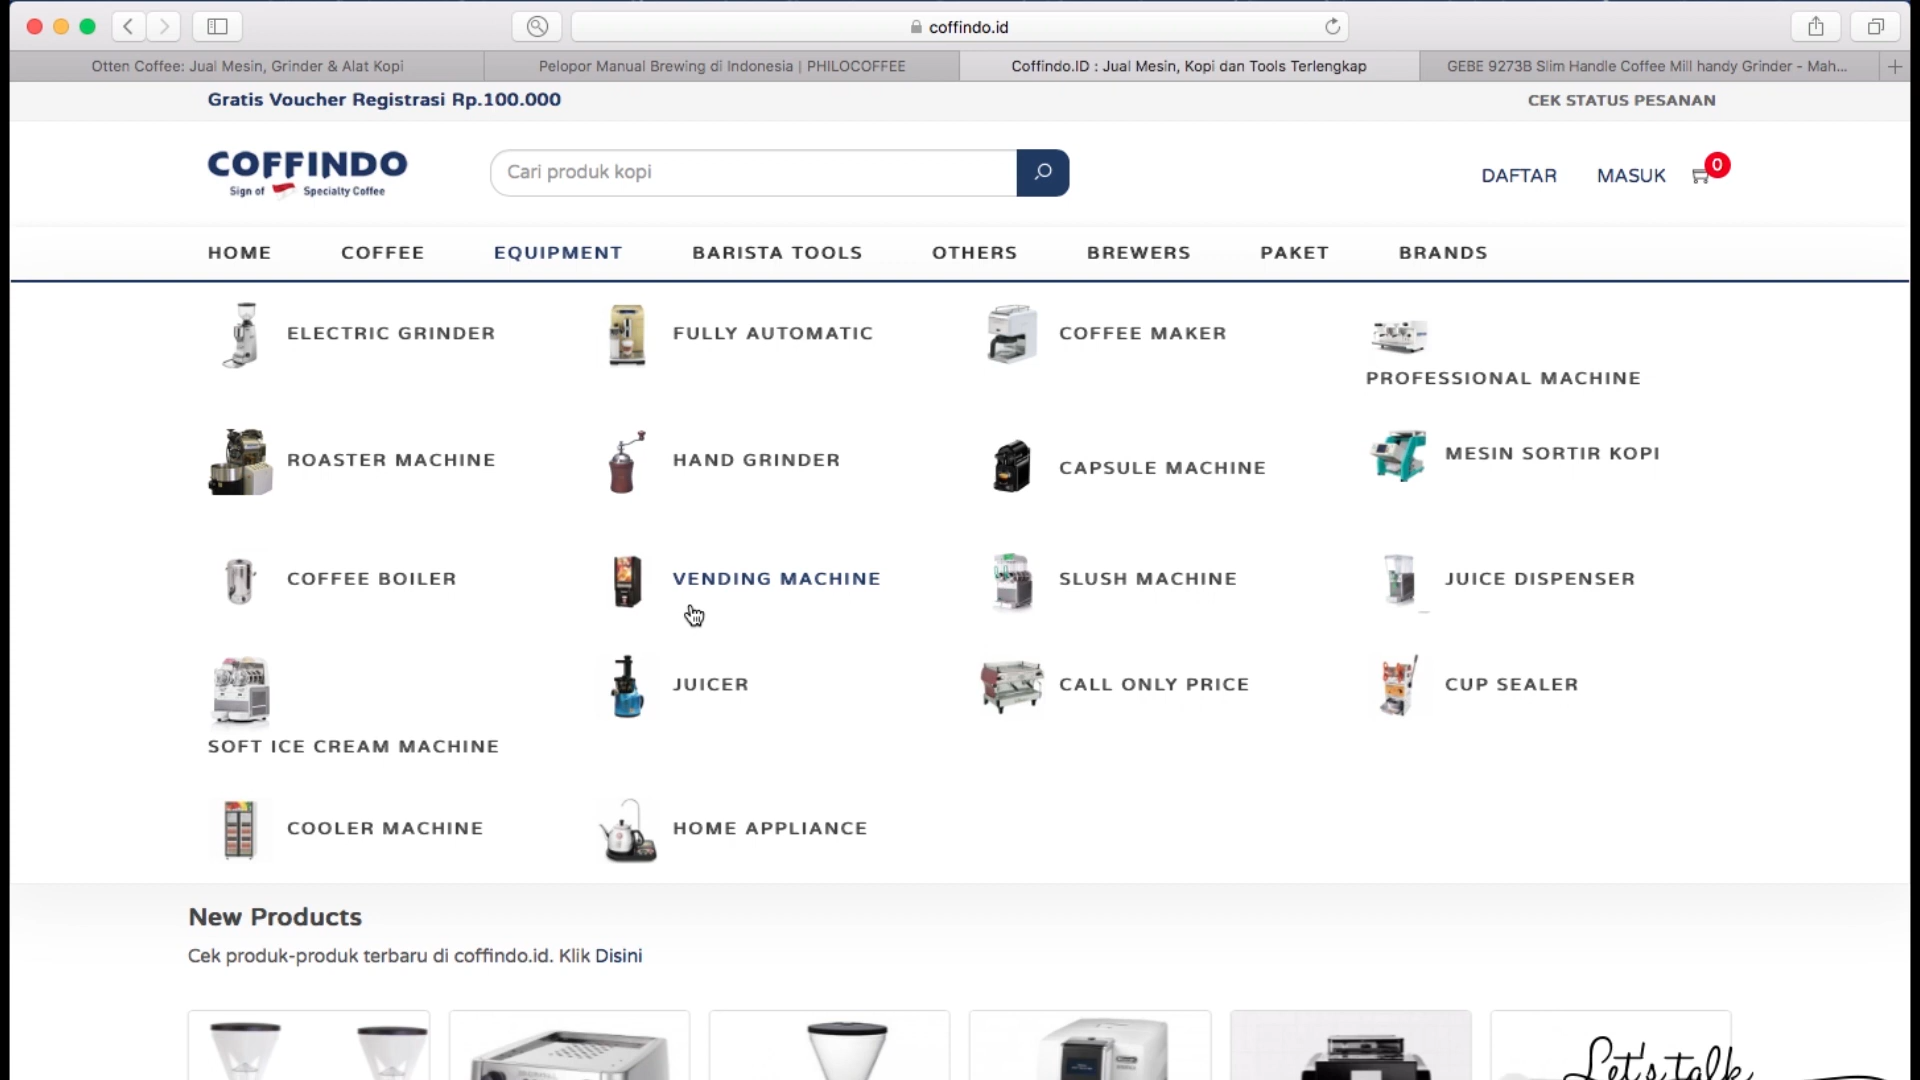 coffindo.id
Otten Coffee: Jual Mesin, Grinder & Alat Kopi
Pelopor Manual Brewing di Indonesia | PHILOCOFFEE
Coffindo.ID : Jual Mesin, Kopi dan Tools Terlengkap
GEBE 9273B Slim Handle Coffee Mill handy Grinder - Mah...
Gratis Voucher Registrasi Rp.100.000
CEK STATUS PESANAN
COFFINDO
Sign of Specialty Coffee
Cari produk kopi
DAFTAR
MASUK
0
HOME
COFFEE
EQUIPMENT
BARISTA TOOLS
OTHERS
BREWERS
PAKET
BRANDS
ELECTRIC GRINDER
FULLY AUTOMATIC
COFFEE MAKER
PROFESSIONAL MACHINE
ROASTER MACHINE
HAND GRINDER
CAPSULE MACHINE
MESIN SORTIR KOPI
COFFEE BOILER
VENDING MACHINE
SLUSH MACHINE
JUICE DISPENSER
SOFT ICE CREAM MACHINE
JUICER
CALL ONLY PRICE
CUP SEALER
COOLER MACHINE
HOME APPLIANCE
New Products
Cek produk-produk terbaru di coffindo.id. Klik Disini
Let's talk